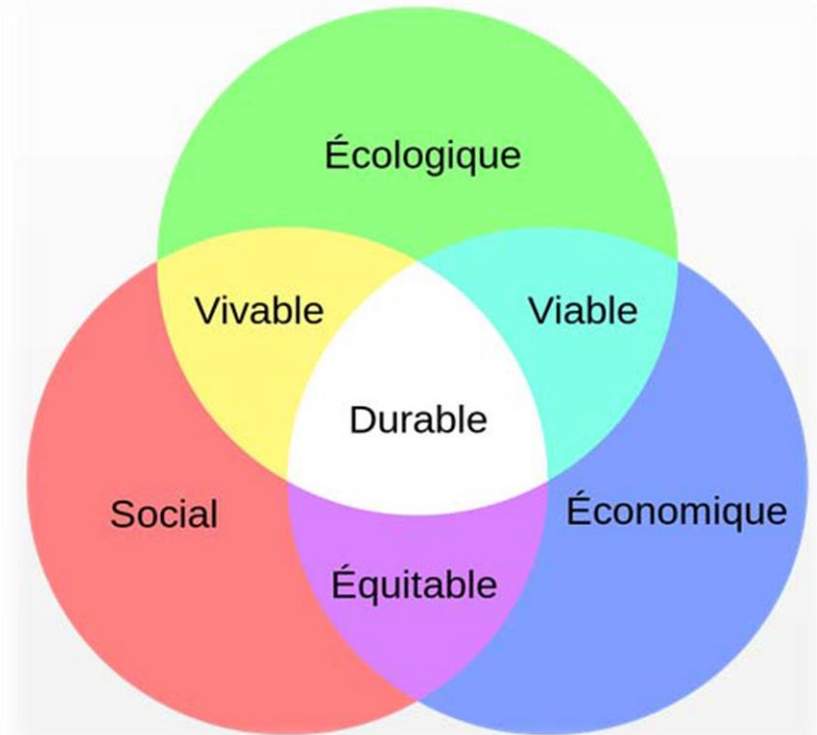 Écologique
Vivable
Viable
Durable
Social
Économique
Équitable